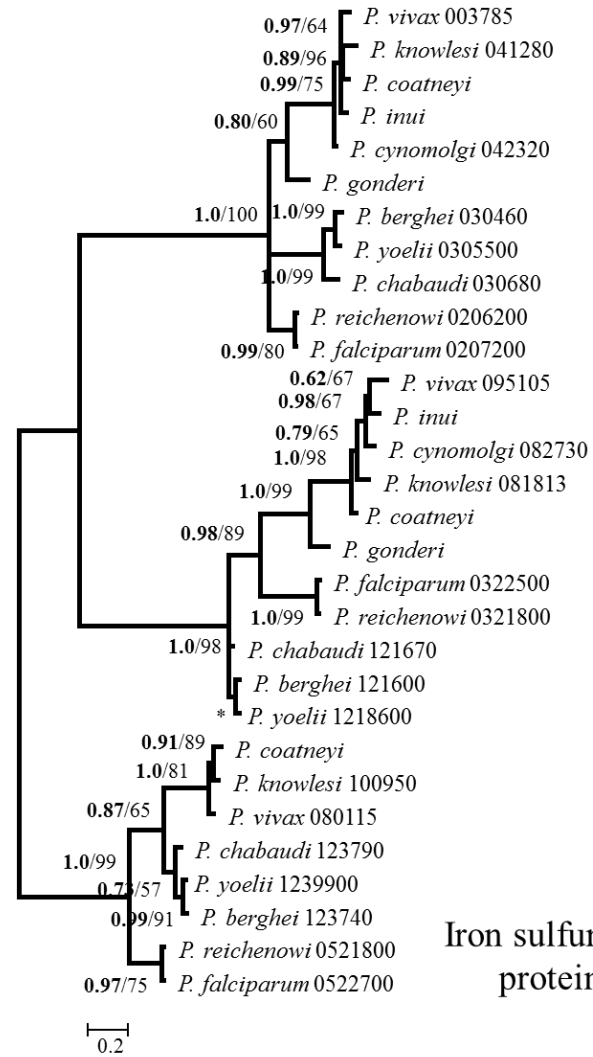 P. vivax 003785
0.97/64
P. knowlesi 041280
0.89/96
0.99/75
P. coatneyi
P. inui
0.80/60
P. cynomolgi 042320
P. gonderi
1.0/100
1.0/99
P. berghei 030460
P. yoelii 0305500
1.0/99
P. chabaudi 030680
P. reichenowi 0206200
0.99/80
P. falciparum 0207200
0.62/67
P. vivax 095105
0.98/67
P. inui
0.79/65
P. cynomolgi 082730
1.0/98
P. knowlesi 081813
1.0/99
P. coatneyi
0.98/89
P. gonderi
P. falciparum 0322500
1.0/99
P. reichenowi 0321800
1.0/98
P. chabaudi 121670
P. berghei 121600
*
P. yoelii 1218600
0.91/89
P. coatneyi
1.0/81
P. knowlesi 100950
0.87/65
P. vivax 080115
P. chabaudi 123790
1.0/99
0.73/57
P. yoelii 1239900
0.99/91
P. berghei 123740
P. reichenowi 0521800
0.97/75
P. falciparum 0522700
Iron sulfur
protein
0.2